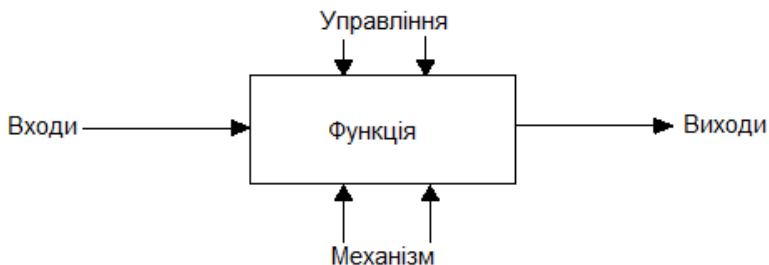 Управління
Входи
Функція
Виходи
Механізм